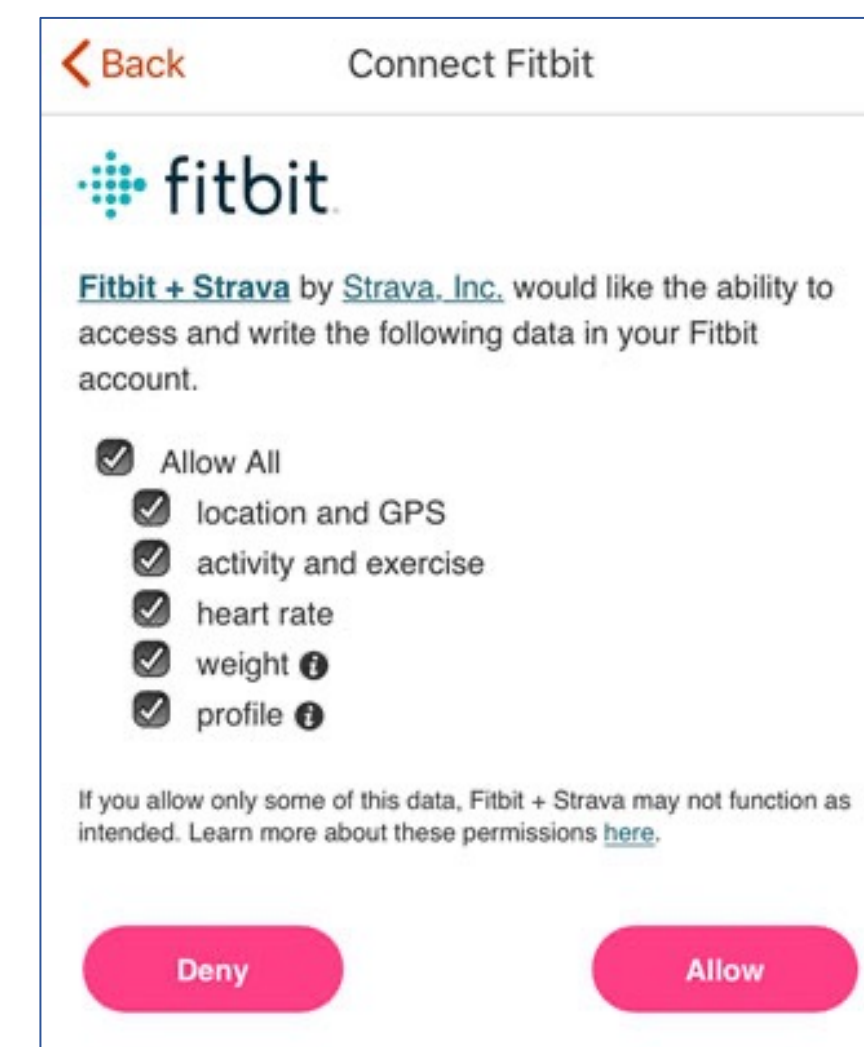 Back
Connect Fitbit
fitbit
Fitbit + Strava by Strava, Inc. would like the ability to
access and write the following data in your Fitbit
account.
Allow All
location and GPS
activity and exercise
heart rate
weight
profile
If you allow only some of this data, Fitbit + Strava may not function as
intended. Learn more about these permissions here.
Deny
Allow